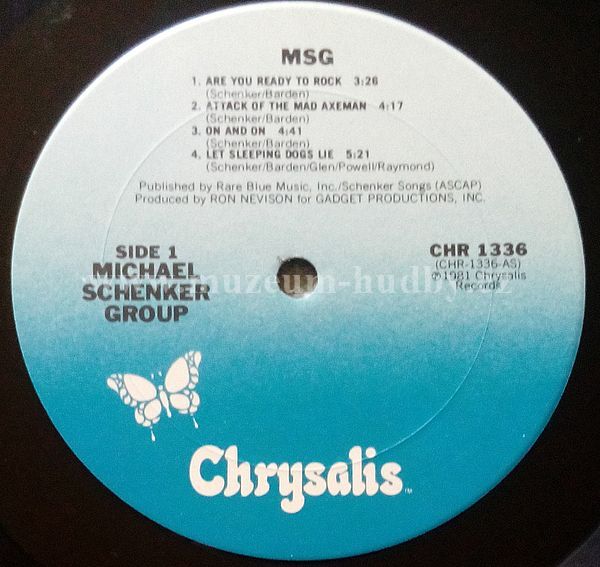 MSG
1. ARE YOU READY TO ROCK 3:26
(Schenker/Barden)
2. ATTACK OF THE MAD AXEMAN 4:17
(Schenker/Barden)
3. ON AND ON 4:41
(Schenker/Barden)
4. LET SLEEPING DOGS LIE 5:21
(Schenker/Barden/Glen/Powell/Raymond)
Published by Rare Blue Music, Inc./Schenker Songs (ASCAP)
Produced by RON NEVISON for GADGET PRODUCTIONS, INC.
SIDE 1
MICHAEL
SCHENKER
GROUP
CHR 1336
(CHR-1336-AS)
℗1981 Chrysalis
Records
muzeum-hudby
Chrysalis™